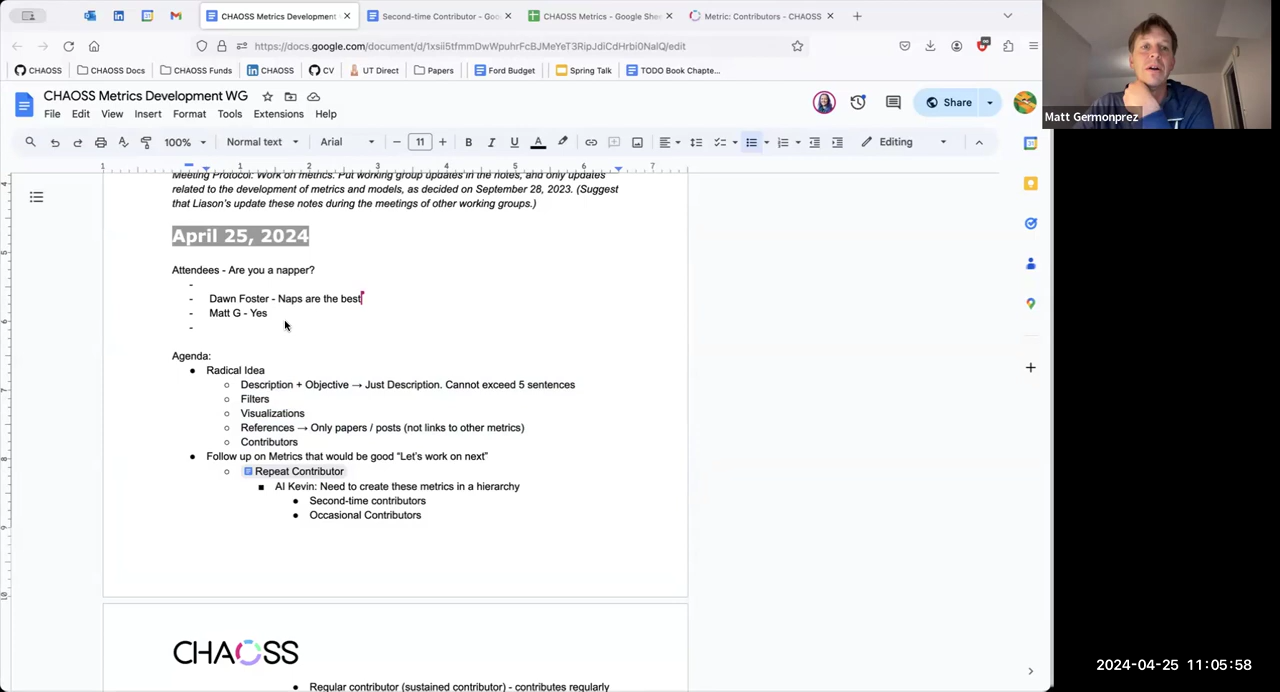 CHAOSS Metrics Development
Second-time Contributor - Goo
CHAOSS Metrics - Google Shee
Metric: Contributors - CHAOSS
https://docs.google.com/document/d/1xsii5tfmmDwWpuhrFcBJMeYeT3RipJdiCdHrbi0NaIQ/edit
CHAOSS
CHAOSS Docs
CHAOSS Funds
CHAOSS
CV
UT Direct
Papers
Ford Budget
Spring Talk
TODO Book Chapte...
CHAOSS Metrics Development WG
File Edit View Insert Format Tools Extensions Help
Share
100% Normal text Arial 11 Editing
Matt Germonprez
meeting Protocol: Work on metrics. Put working group updates in the notes, and only updates
related to the development of metrics and models, as decided on September 28, 2023. (Suggest
that Liason's update these notes during the meetings of other working groups.)
April 25, 2024
Attendees - Are you a napper?
-
- Dawn Foster - Naps are the best
- Matt G - Yes
-
Agenda:
● Radical Idea
○ Description + Objective → Just Description. Cannot exceed 5 sentences
○ Filters
○ Visualizations
○ References → Only papers / posts (not links to other metrics)
○ Contributors
● Follow up on Metrics that would be good “Let’s work on next”
○ Repeat Contributor
■ AI Kevin: Need to create these metrics in a hierarchy
● Second-time contributors
● Occasional Contributors
CHAOSS
● Regular contributor (sustained contributor) - contributes regularly
2024-04-25 11:05:58